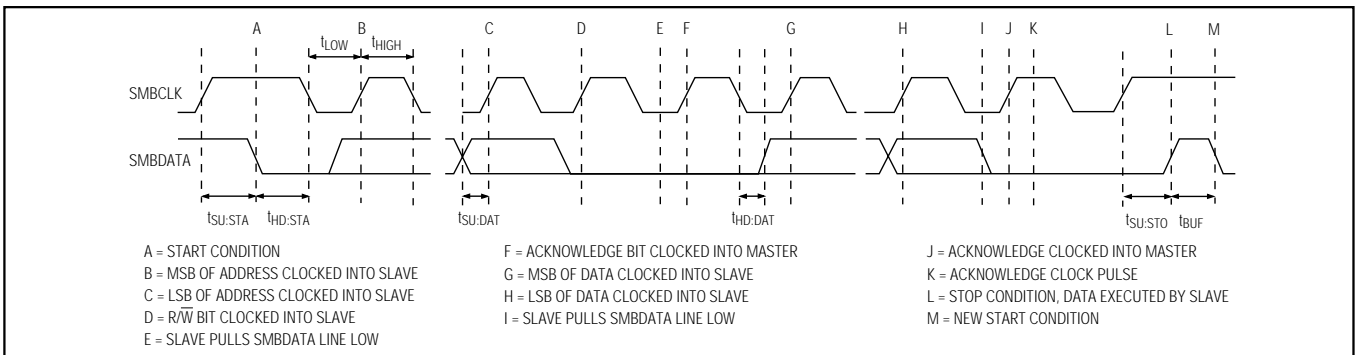 A B C D E F G H I J K L M
tLOW tHIGH
SMBCLK
SMBDATA
tSU:STA tHD:STA tSU:DAT tHD:DAT tSU:STO tBUF
A = START CONDITION
B = MSB OF ADDRESS CLOCKED INTO SLAVE
C = LSB OF ADDRESS CLOCKED INTO SLAVE
D = R/W̅ BIT CLOCKED INTO SLAVE
E = SLAVE PULLS SMBDATA LINE LOW
F = ACKNOWLEDGE BIT CLOCKED INTO MASTER
G = MSB OF DATA CLOCKED INTO SLAVE
H = LSB OF DATA CLOCKED INTO SLAVE
I = SLAVE PULLS SMBDATA LINE LOW
J = ACKNOWLEDGE CLOCKED INTO MASTER
K = ACKNOWLEDGE CLOCK PULSE
L = STOP CONDITION, DATA EXECUTED BY SLAVE
M = NEW START CONDITION